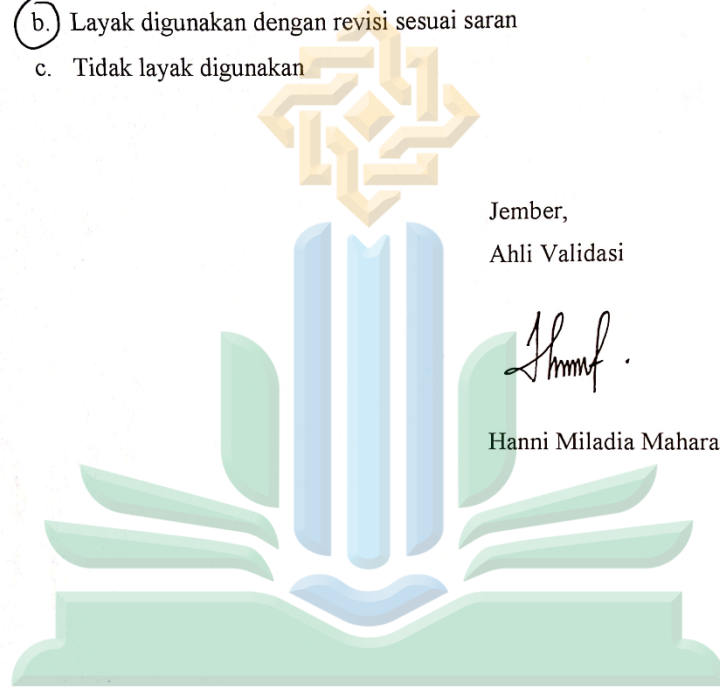 b. Layak digunakan dengan revisi sesuai saran
c. Tidak layak digunakan
Jember,
Ahli Validasi
Hanni Miladia Mahara